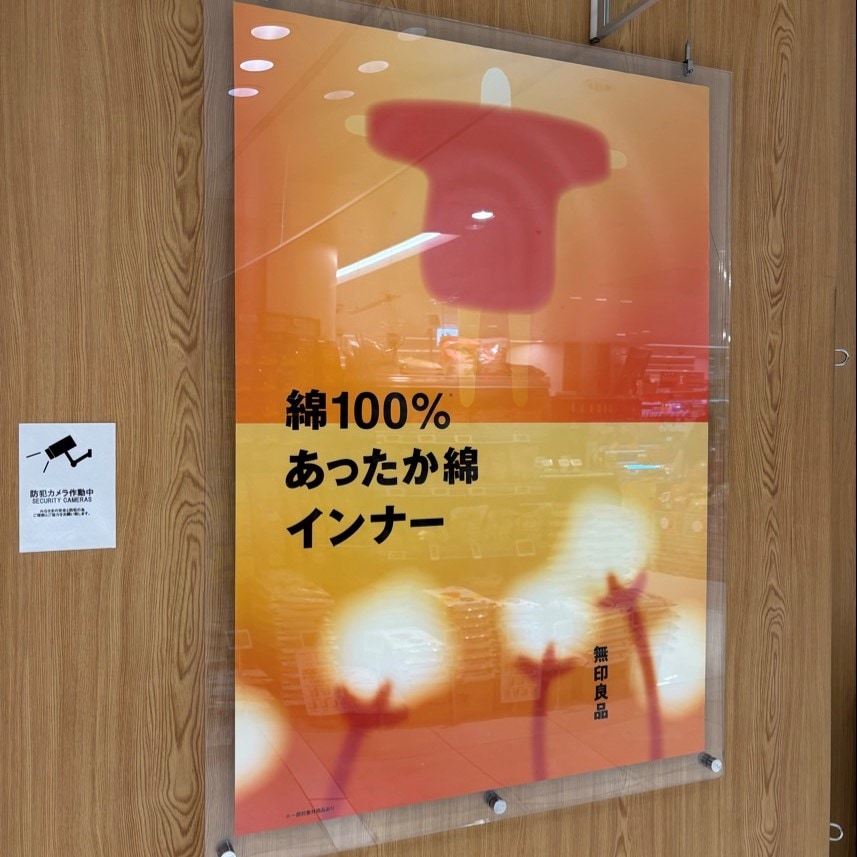 綿100%
あったか綿
インナー
無印良品
防犯カメラ作動中
SECURITY CAMERAS